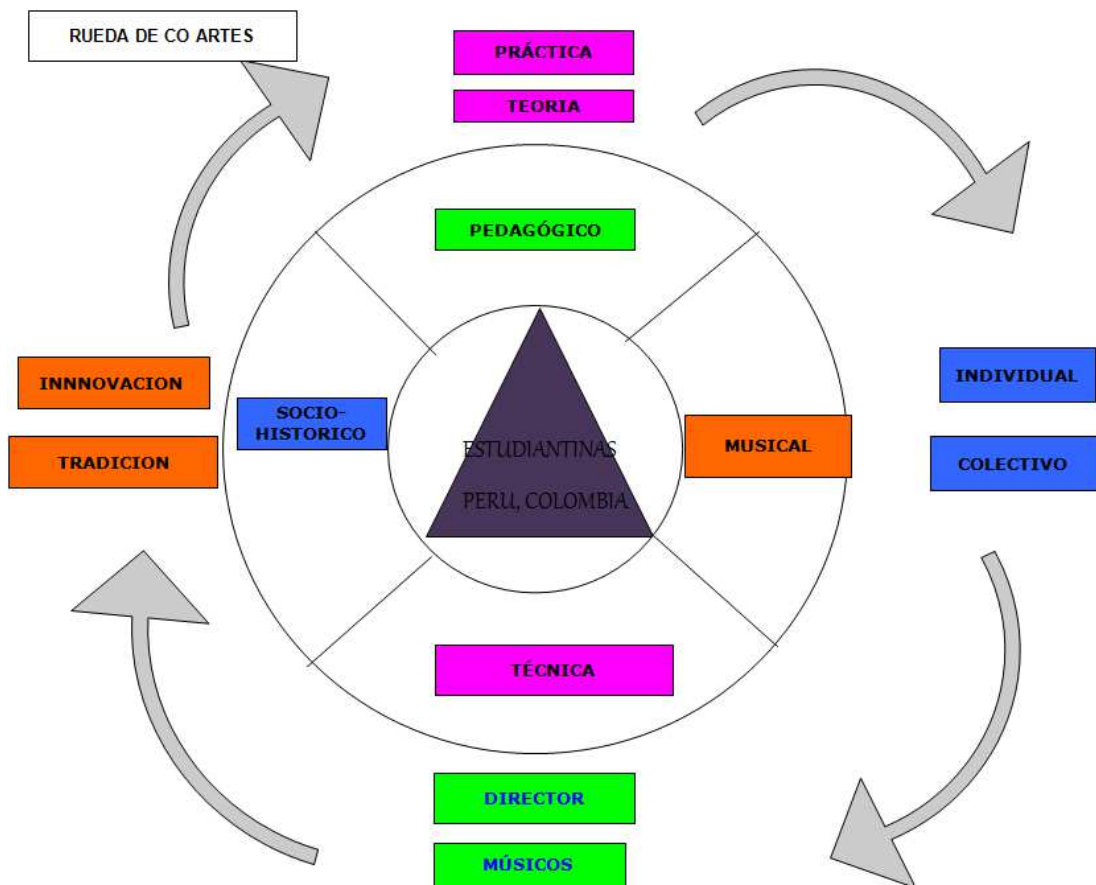 RUEDA DE CO ARTES
PRÁCTICA
TEORIA
PEDAGÓGICO
INNNOVACION
TRADICION
SOCIO-
HISTORICO
ESTUDIANTINAS
PERU, COLOMBIA
MUSICAL
INDIVIDUAL
COLECTIVO
TÉCNICA
DIRECTOR
MÚSICOS